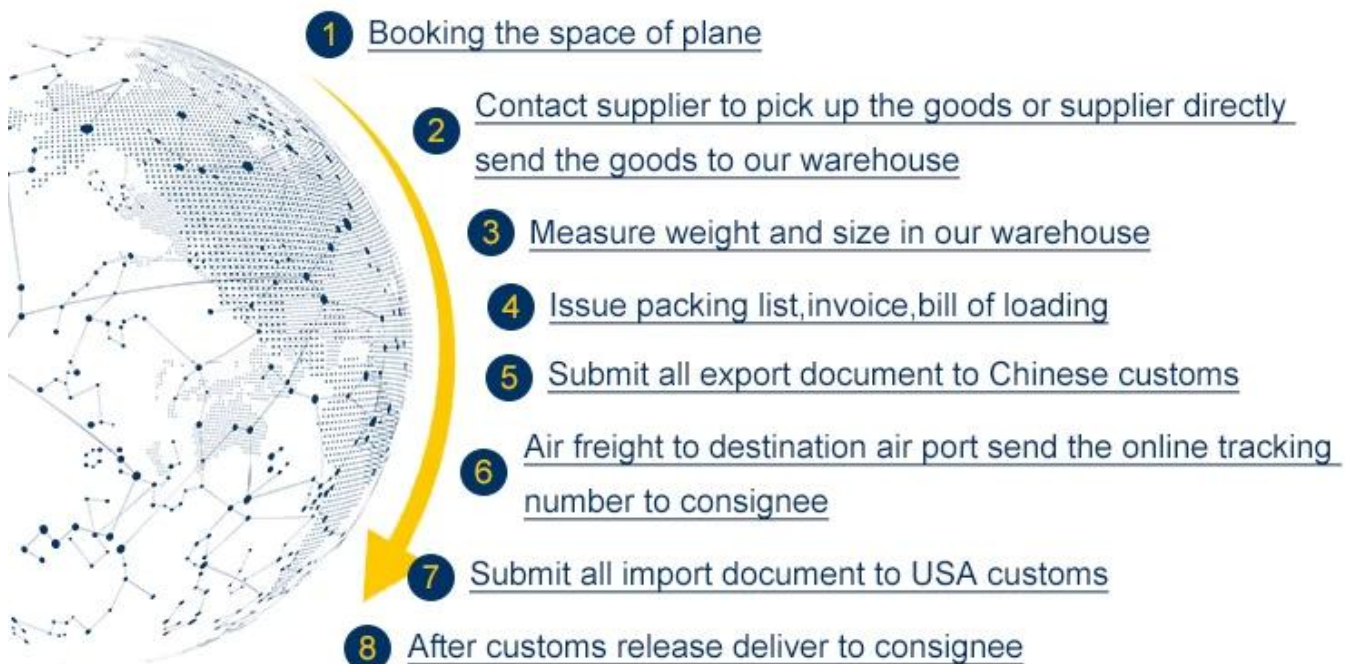 1 Booking the space of plane
2 Contact supplier to pick up the goods or supplier directly
send the goods to our warehouse
3 Measure weight and size in our warehouse
4 Issue packing list,invoice,bill of loading
5 Submit all export document to Chinese customs
6 Air freight to destination air port send the online tracking
number to consignee
7 Submit all import document to USA customs
8 After customs release deliver to consignee